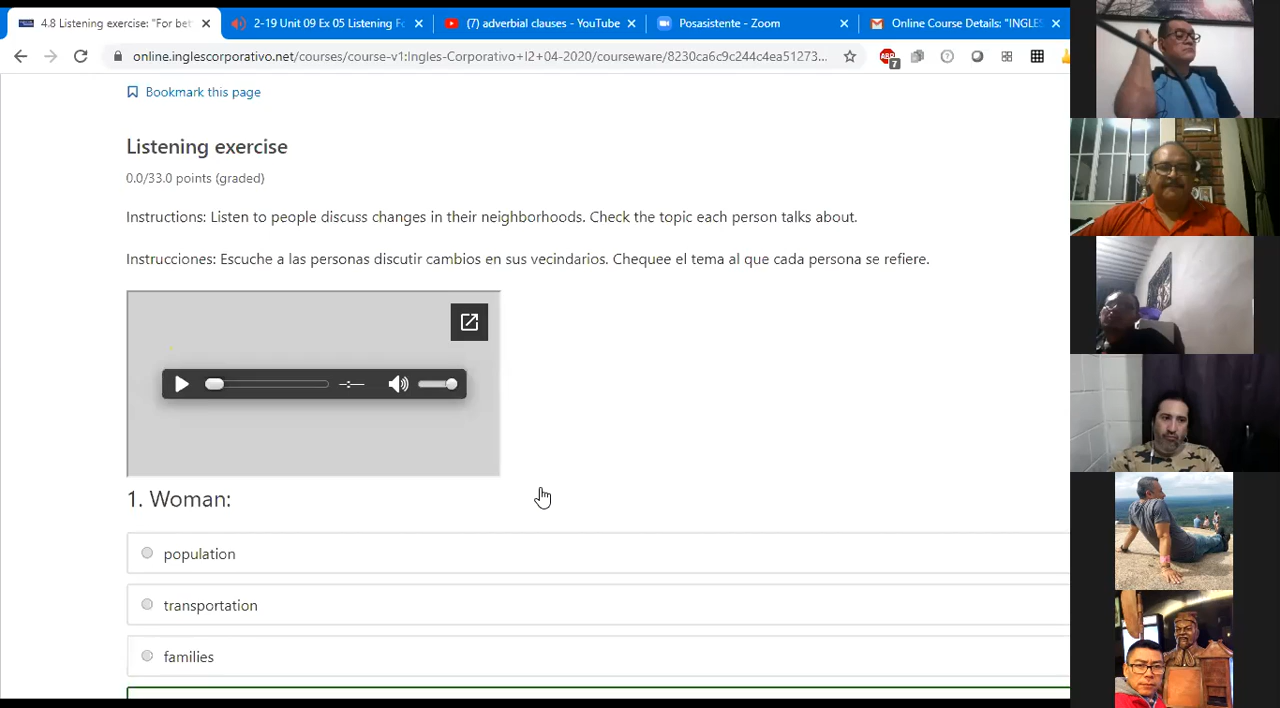 4.8 Listening exercise: "For bet
2-19 Unit 09 Ex 05 Listening Fo
(7) adverbial clauses - YouTube
Posasistente - Zoom
Online Course Details: "INGLES
online.inglescorporativo.net/courses/course-v1:Ingles-Corporativo+I2+04-2020/courseware/8230ca6c9c244c4ea51273...
7
Bookmark this page
Listening exercise
0.0/33.0 points (graded)
Instructions: Listen to people discuss changes in their neighborhoods. Check the topic each person talks about.
Instrucciones: Escuche a las personas discutir cambios en sus vecindarios. Chequee el tema al que cada persona se refiere.
-:-
1. Woman:
population
transportation
families